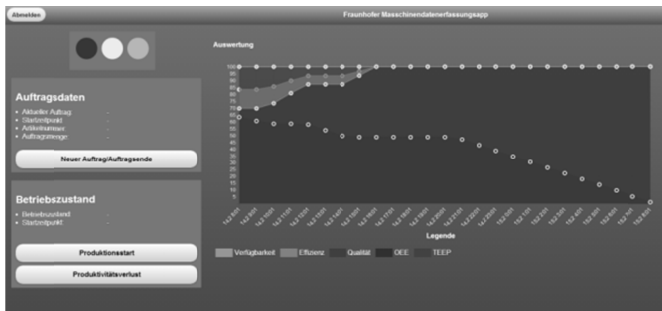 Abmelden
Fraunhofer Masschinendatenerfassungsapp
Auswertung
100
95
90
85
80
75
70
65
60
55
50
45
40
35
30
25
20
15
10
5
Auftragsdaten
• Aktueller Auftrag: -
• Startzeitpunkt: -
• Artikelnummer: -
• Auftragsmenge: -
Neuer Auftrag/Auftragsende
Betriebszustand
• Betriebszustand: -
• Startzeitpunkt: -
Produktionsstart
Produktivitätsverlust
Legende
Verfügbarkeit Effizienz Qualität OEE TEEP